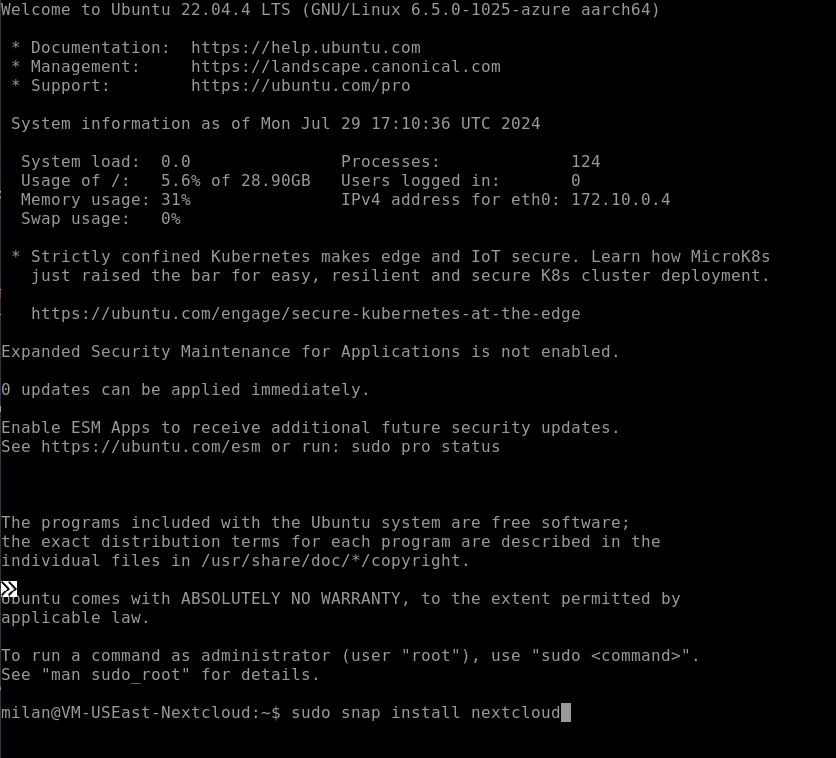 Welcome to Ubuntu 22.04.4 LTS (GNU/Linux 6.5.0-1025-azure aarch64)
* Documentation:  https://help.ubuntu.com
* Management:     https://landscape.canonical.com
* Support:        https://ubuntu.com/pro
System information as of Mon Jul 29 17:10:36 UTC 2024
System load:  0.0               Processes:             124
Usage of /:   5.6% of 28.90GB   Users logged in:       0
Memory usage: 31%               IPv4 address for eth0: 172.10.0.4
Swap usage:   0%
* Strictly confined Kubernetes makes edge and IoT secure. Learn how MicroK8s
just raised the bar for easy, resilient and secure K8s cluster deployment.
https://ubuntu.com/engage/secure-kubernetes-at-the-edge
Expanded Security Maintenance for Applications is not enabled.
0 updates can be applied immediately.
Enable ESM Apps to receive additional future security updates.
See https://ubuntu.com/esm or run: sudo pro status
The programs included with the Ubuntu system are free software;
the exact distribution terms for each program are described in the
individual files in /usr/share/doc/*/copyright.
Ubuntu comes with ABSOLUTELY NO WARRANTY, to the extent permitted by
applicable law.
To run a command as administrator (user "root"), use "sudo <command>".
See "man sudo_root" for details.
milan@VM-USEast-Nextcloud:~$ sudo snap install nextcloud